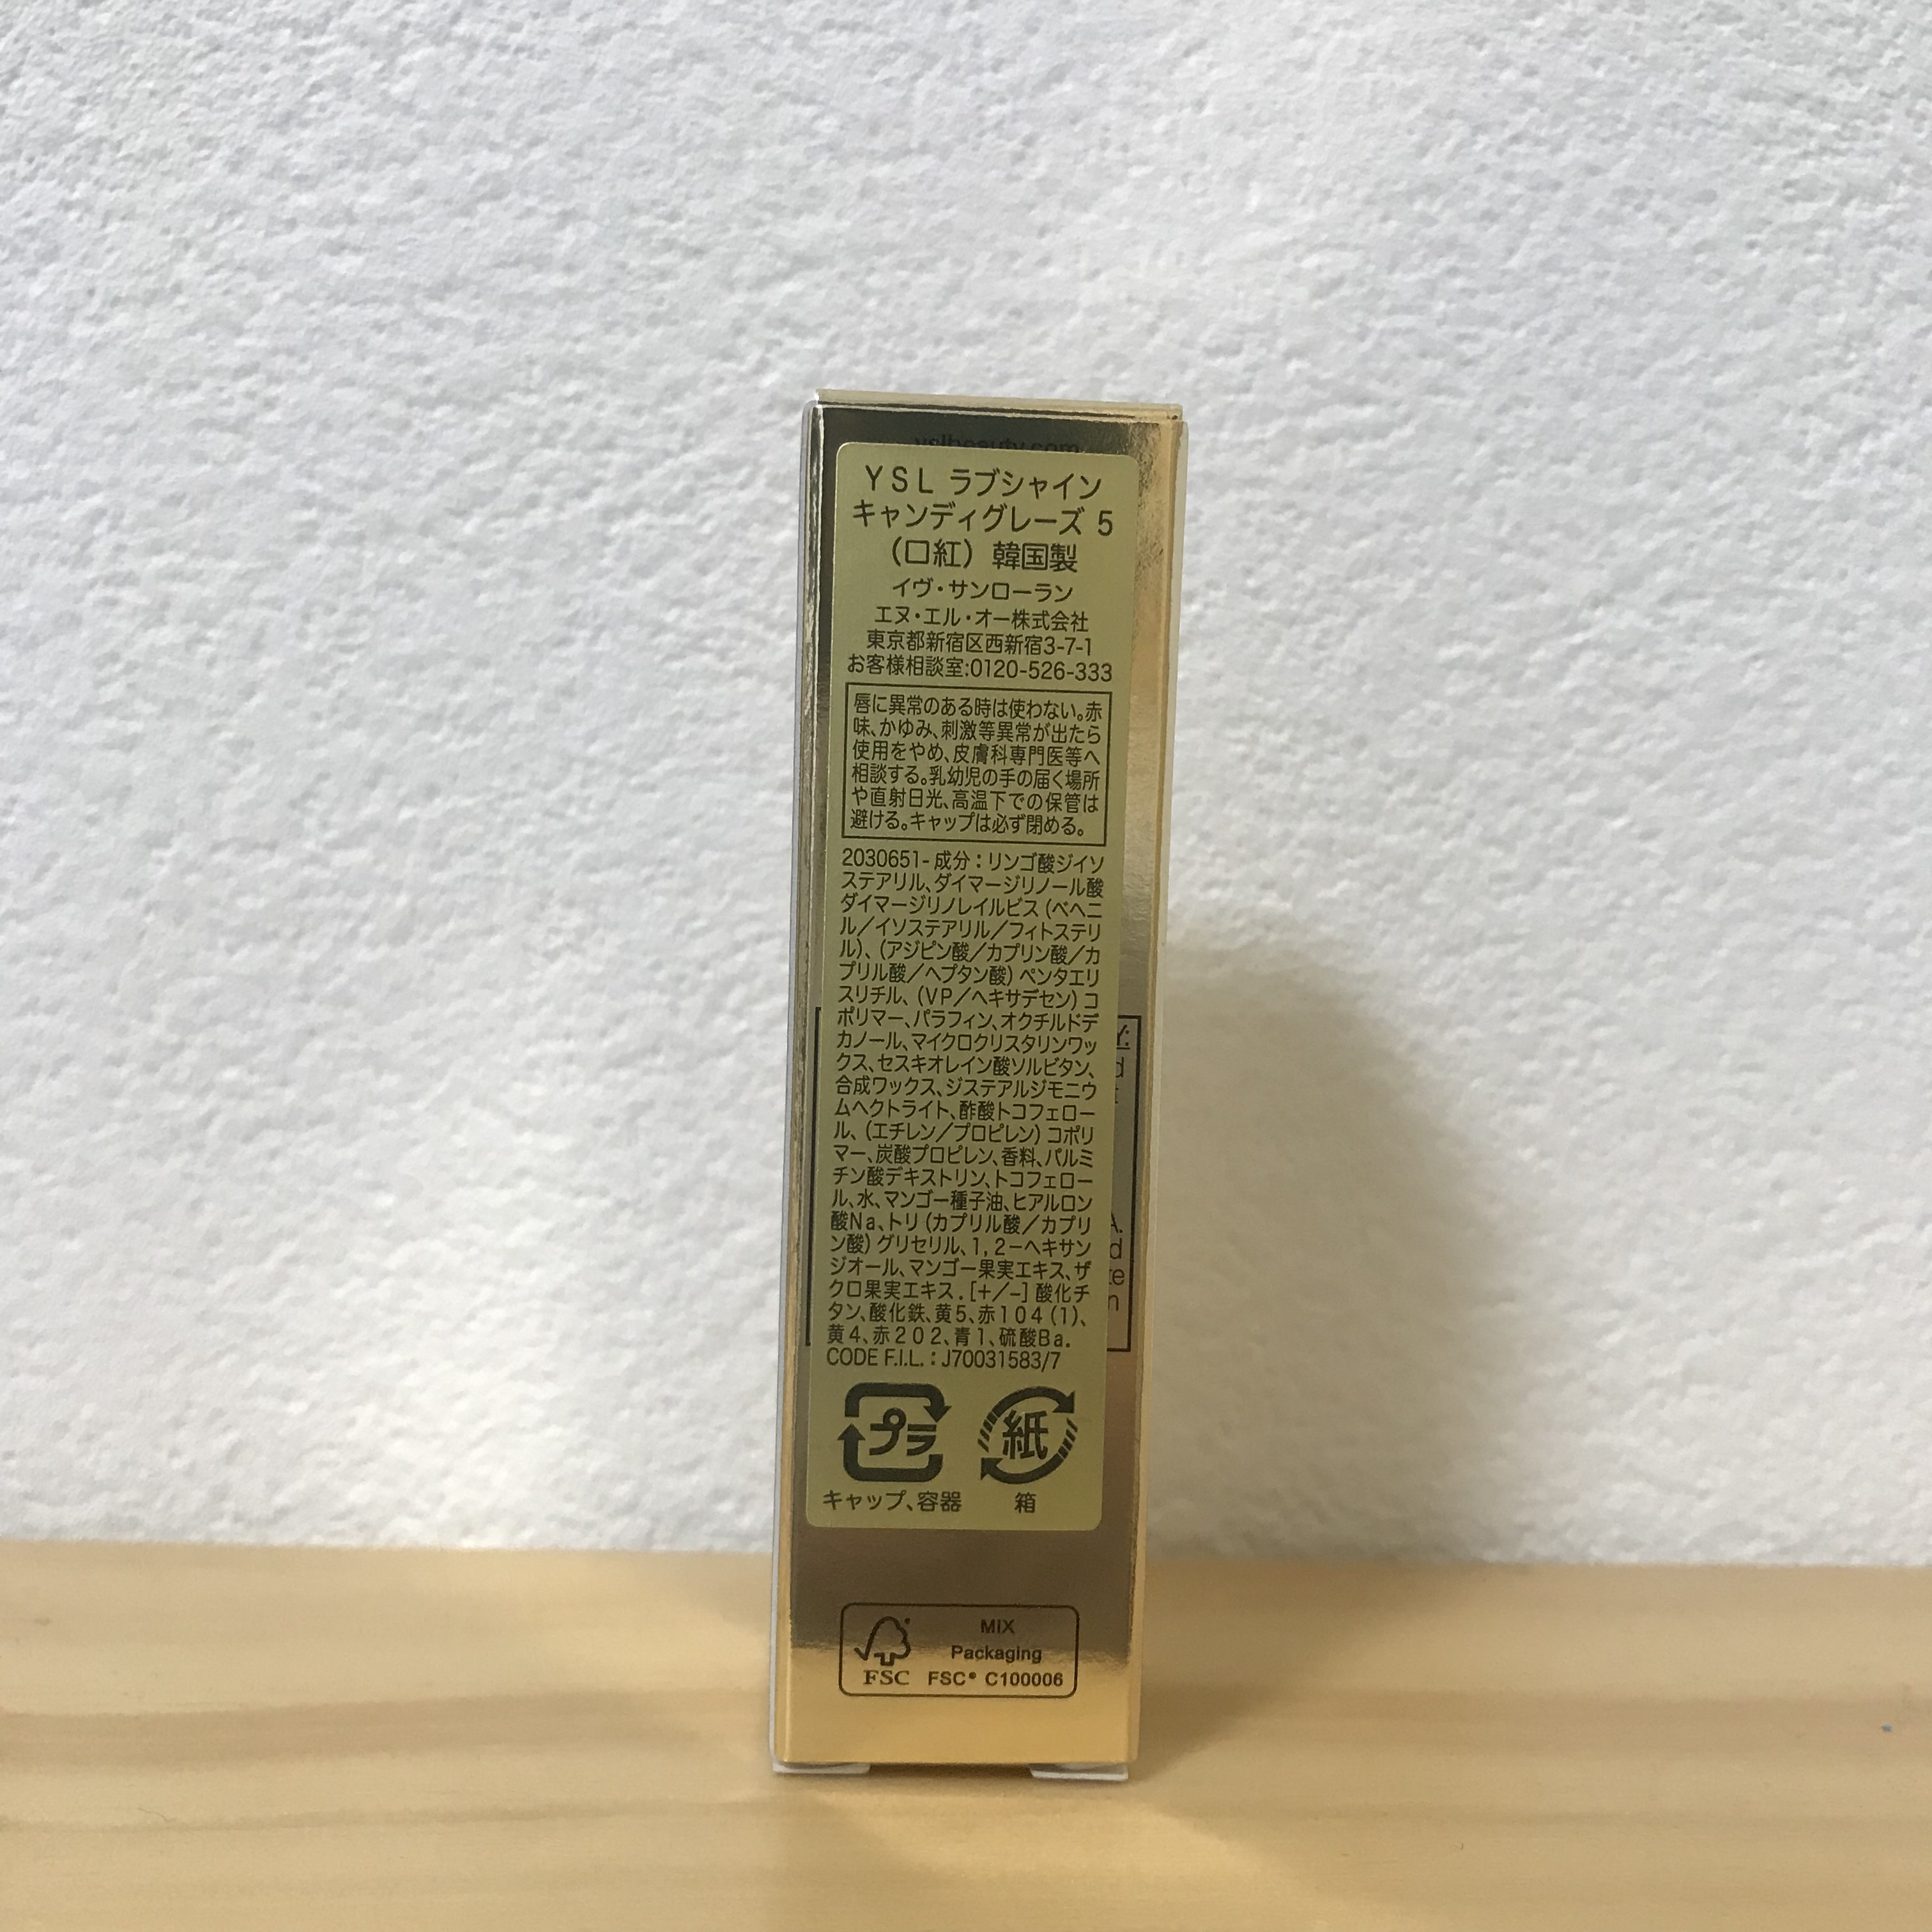 yslbeauty.com
YSL ラブシャイン
キャンディグレーズ 5
（口紅）韓国製
イヴ・サンローラン
エヌ・エル・オー株式会社
東京都新宿区西新宿3-7-1
お客様相談室:0120-526-333
唇に異常のある時は使わない。赤
味、かゆみ、刺激等異常が出たら
使用をやめ、皮膚科専門医等へ
相談する。乳幼児の手の届く場所
や直射日光、高温下での保管は
避ける。キャップは必ず閉める。
2030651- 成分：リンゴ酸ジイソ
ステアリル、ダイマージリノール酸
ダイマージリノレイルビス（ベヘニ
ル／イソステアリル／フィトステリ
ル）、（アジピン酸／カプリン酸／カ
プリル酸／ヘプタン酸）ペンタエリ
スリチル、（VP／ヘキサデセン）コ
ポリマー、パラフィン、オクチルドデ
カノール、マイクロクリスタリンワッ
クス、セスキオレイン酸ソルビタン、
合成ワックス、ジステアルジモニウ
ムヘクトライト、酢酸トコフェロー
ル、（エチレン／プロピレン）コポリ
マー、炭酸プロピレン、香料、パルミ
チン酸デキストリン、トコフェロー
ル、水、マンゴー種子油、ヒアルロン
酸Na、トリ（カプリル酸／カプリ
ン酸）グリセリル、1，2－ヘキサン
ジオール、マンゴー果実エキス、ザ
クロ果実エキス．[＋／−] 酸化チ
タン、酸化鉄、黄5、赤104（1）、
黄4、赤202、青1、硫酸Ba．
CODE F.I.L.：J70031583/7
プラ 紙
キャップ、容器 箱
MIX
Packaging
FSC FSC® C100006